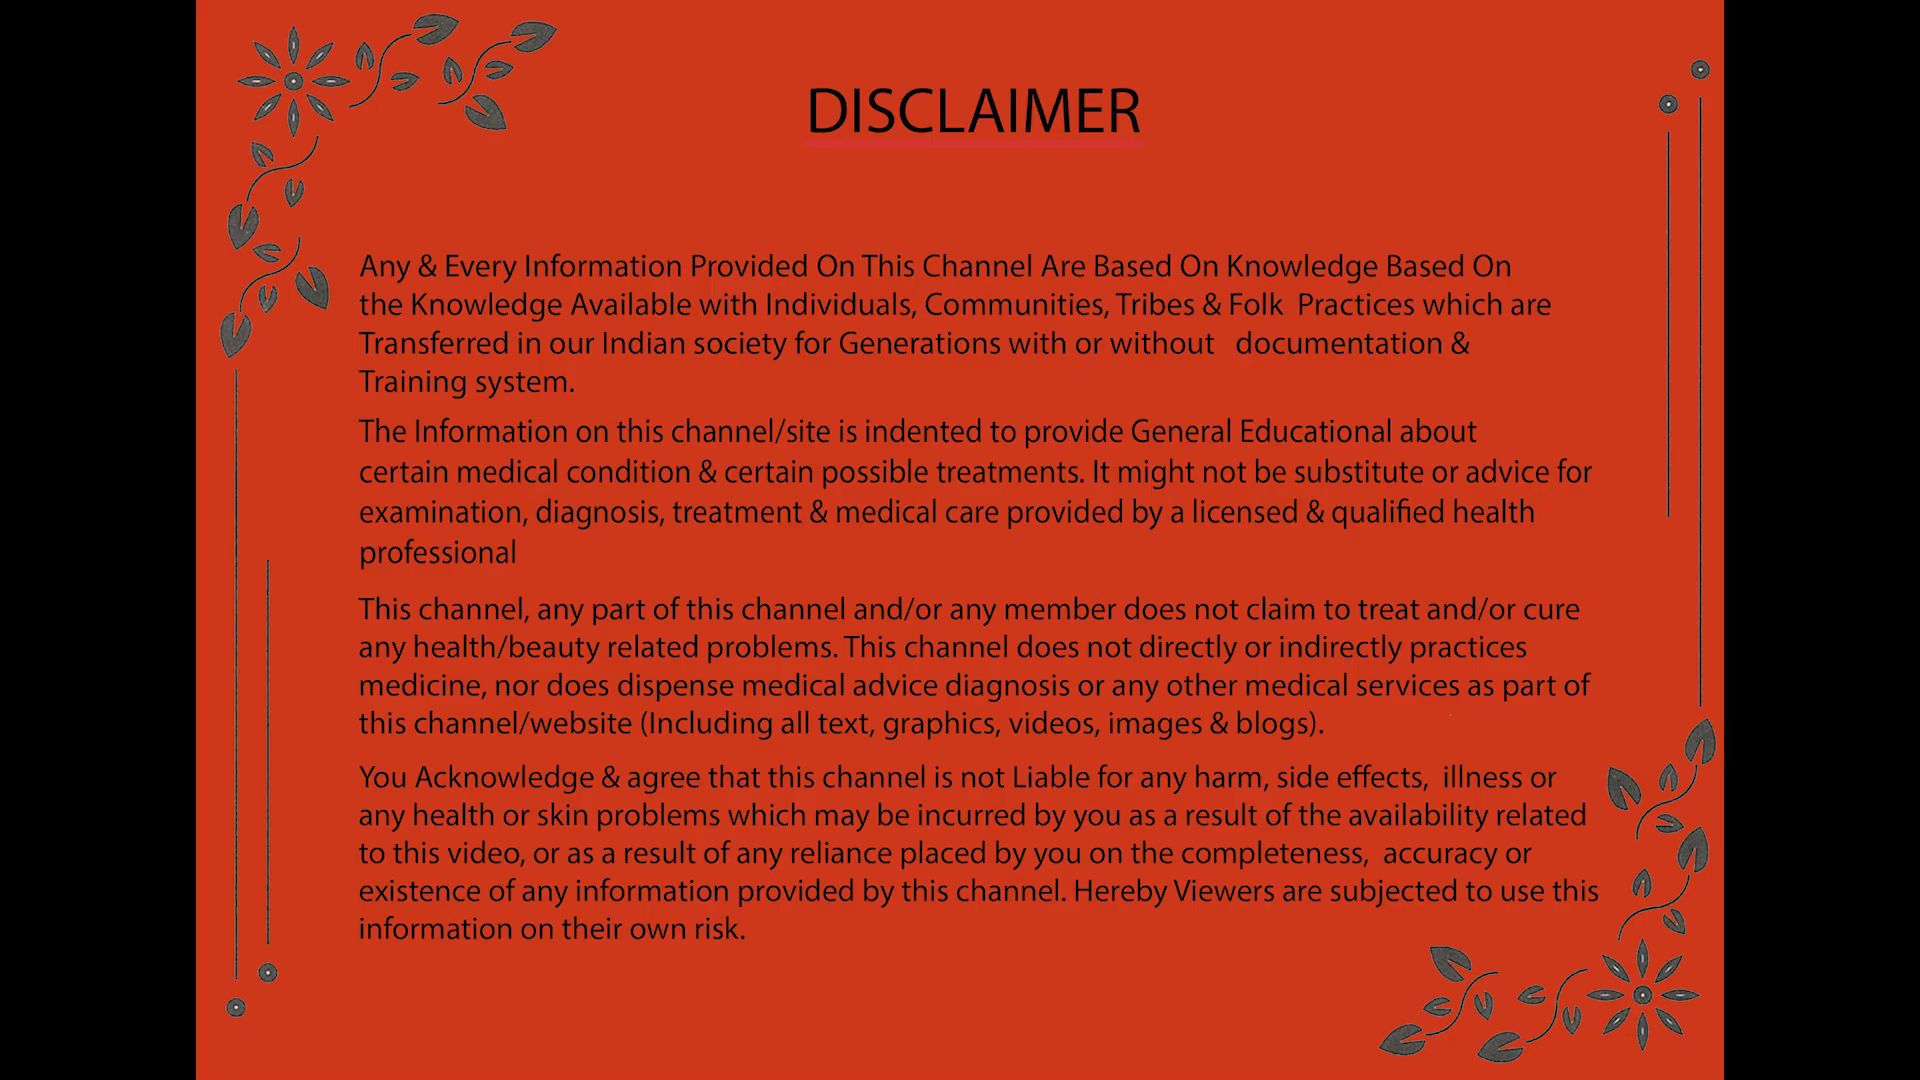 DISCLAIMER
Any & Every Information Provided On This Channel Are Based On Knowledge Based On
the Knowledge Available with Individuals, Communities, Tribes & Folk Practices which are
Transferred in our Indian society for Generations with or without documentation &
Training system.
The Information on this channel/site is indented to provide General Educational about
certain medical condition & certain possible treatments. It might not be substitute or advice for
examination, diagnosis, treatment & medical care provided by a licensed & qualified health
professional
This channel, any part of this channel and/or any member does not claim to treat and/or cure
any health/beauty related problems. This channel does not directly or indirectly practices
medicine, nor does dispense medical advice diagnosis or any other medical services as part of
this channel/website (Including all text, graphics, videos, images & blogs).
You Acknowledge & agree that this channel is not Liable for any harm, side effects, illness or
any health or skin problems which may be incurred by you as a result of the availability related
to this video, or as a result of any reliance placed by you on the completeness, accuracy or
existence of any information provided by this channel. Hereby Viewers are subjected to use this
information on their own risk.